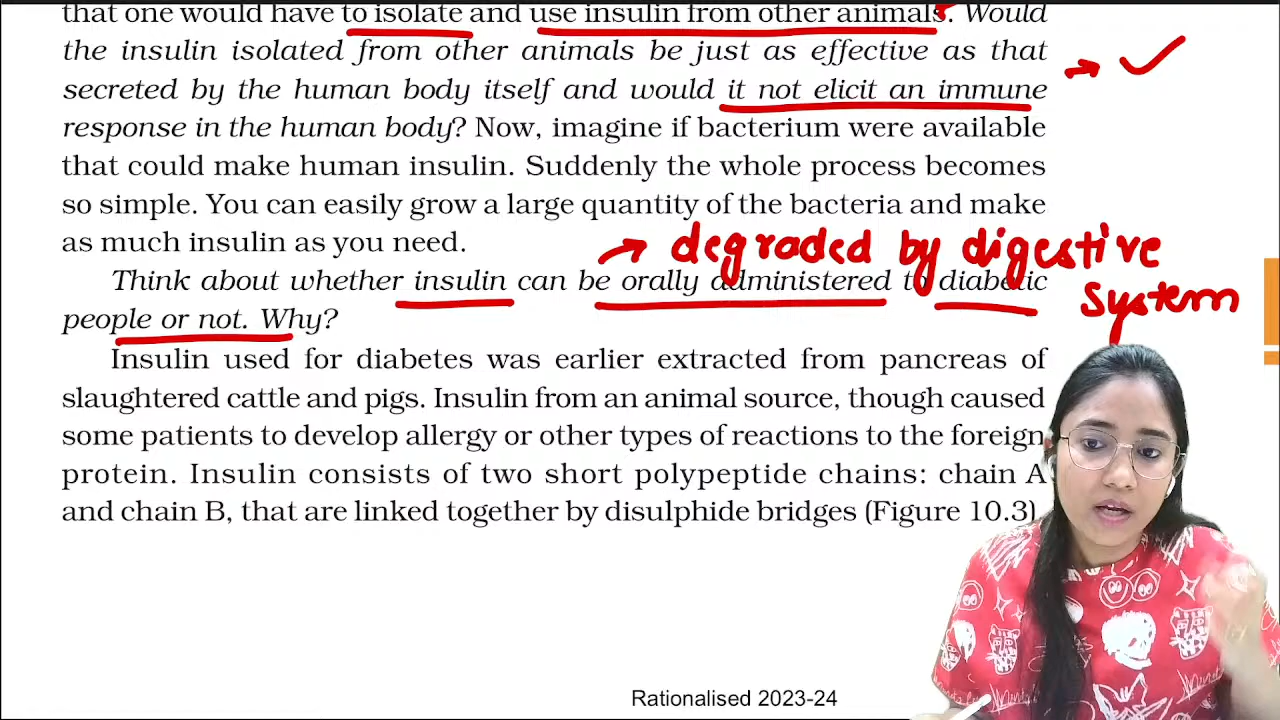 that one would have to isolate and use insulin from other animals. Would
the insulin isolated from other animals be just as effective as that
secreted by the human body itself and would it not elicit an immune
response in the human body? Now, imagine if bacterium were available
that could make human insulin. Suddenly the whole process becomes
so simple. You can easily grow a large quantity of the bacteria and make
as much insulin as you need.
→ degraded by digestive
system
Think about whether insulin can be orally administered to diabetic
people or not. Why?
Insulin used for diabetes was earlier extracted from pancreas of
slaughtered cattle and pigs. Insulin from an animal source, though caused
some patients to develop allergy or other types of reactions to the foreign
protein. Insulin consists of two short polypeptide chains: chain A
and chain B, that are linked together by disulphide bridges (Figure 10.3)
Rationalised 2023-24